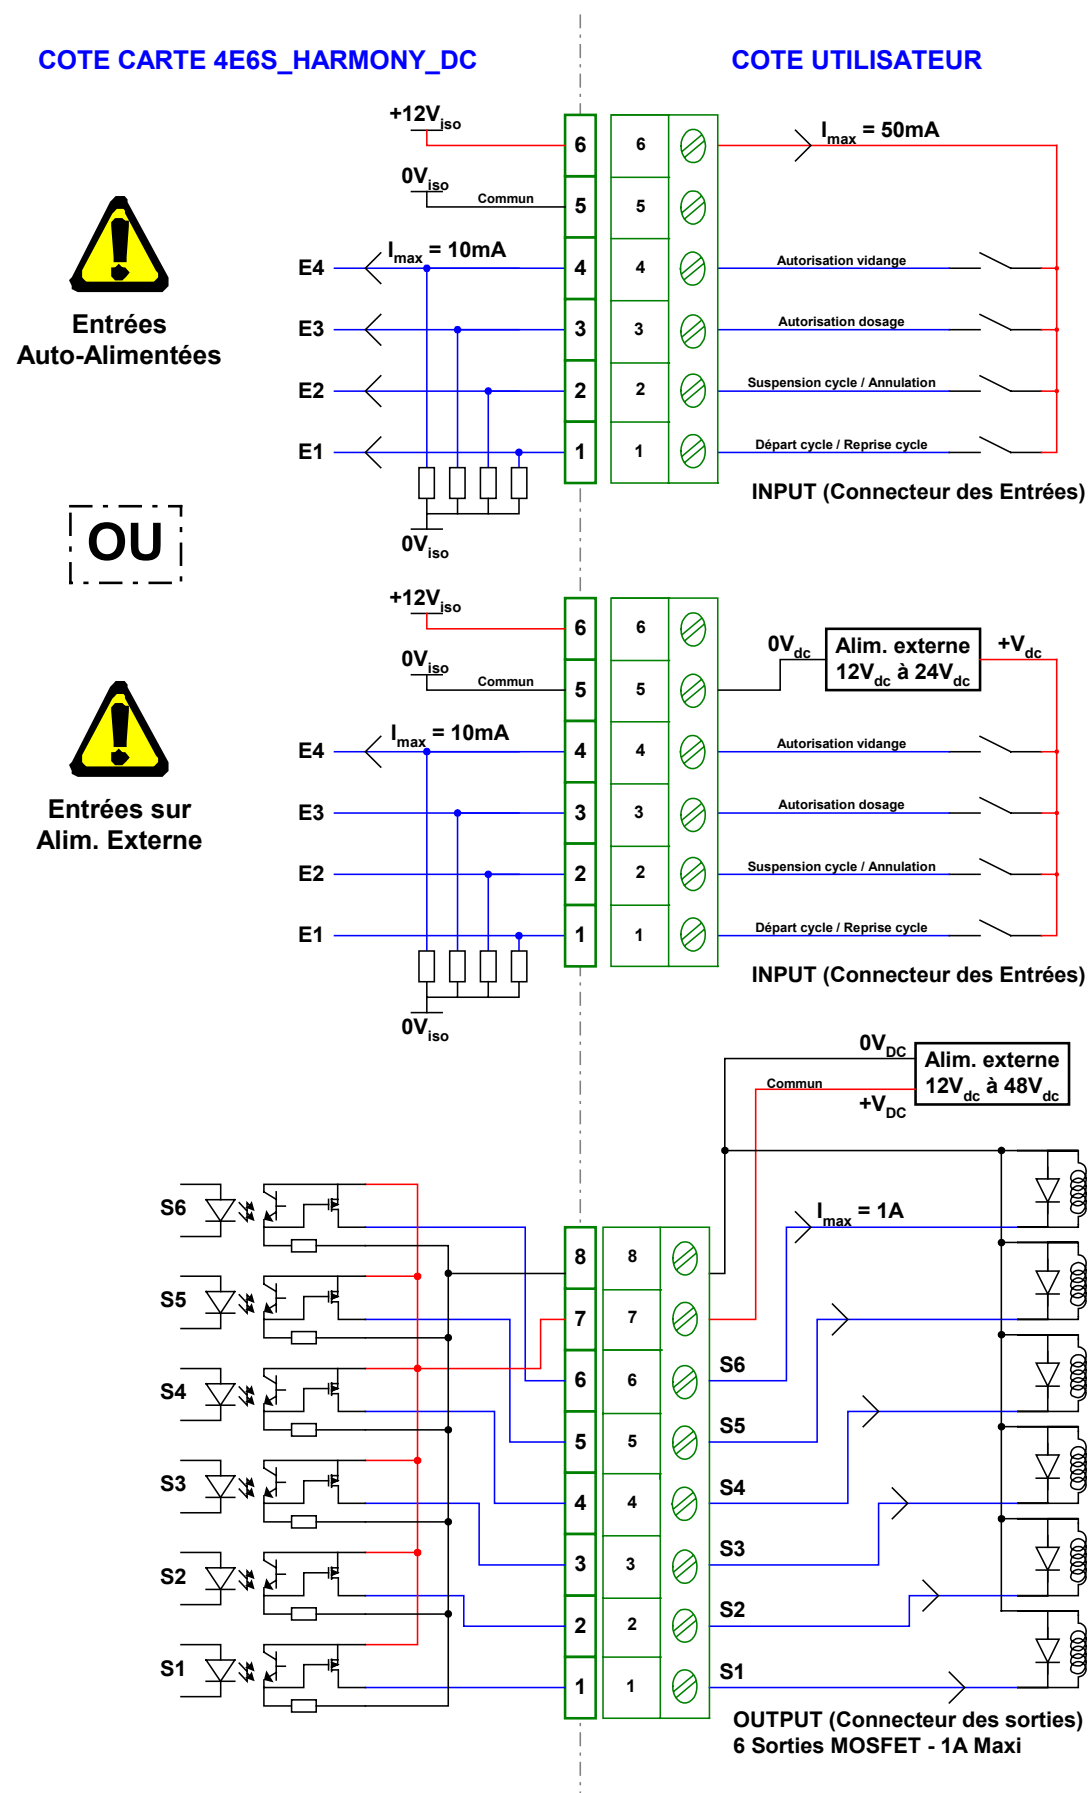 COTE CARTE 4E6S_HARMONY_DC
COTE UTILISATEUR
+12Viso
6
6
Imax = 50mA
0Viso
Commun
5
5
Imax = 10mA
E4
4
4
Autorisation vidange
Entrées
Auto-Alimentées
E3
3
3
Autorisation dosage
E2
2
2
Suspension cycle / Annulation
E1
1
1
Départ cycle / Reprise cycle
INPUT (Connecteur des Entrées)
0Viso
OU
+12Viso
6
6
0Vdc
Alim. externe
12Vdc à 24Vdc
+Vdc
0Viso
Commun
5
5
Imax = 10mA
E4
4
4
Autorisation vidange
Entrées sur
Alim. Externe
E3
3
3
Autorisation dosage
E2
2
2
Suspension cycle / Annulation
E1
1
1
Départ cycle / Reprise cycle
INPUT (Connecteur des Entrées)
0Viso
0VDC
Commun
+VDC
Alim. externe
12Vdc à 48Vdc
S6
Imax = 1A
8
8
S5
7
7
S4
6
6
S6
5
5
S5
S3
4
4
S4
S2
3
3
S3
2
2
S2
S1
1
1
S1
OUTPUT (Connecteur des sorties)
6 Sorties MOSFET - 1A Maxi